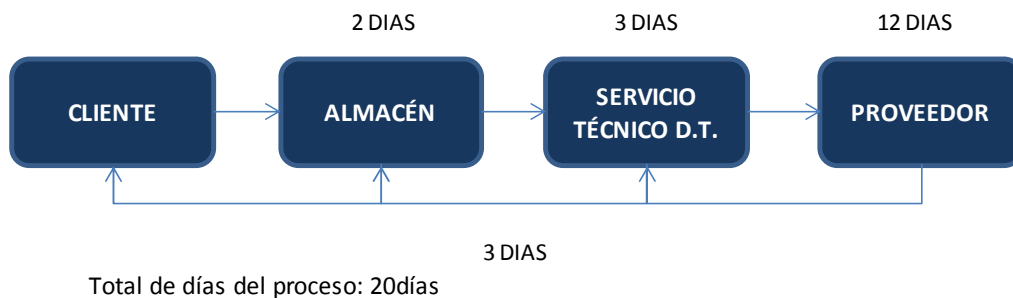 2 DIAS
3 DIAS
12 DIAS
CLIENTE
ALMACÉN
SERVICIO
TÉCNICO D.T.
PROVEEDOR
3 DIAS
Total de días del proceso: 20días